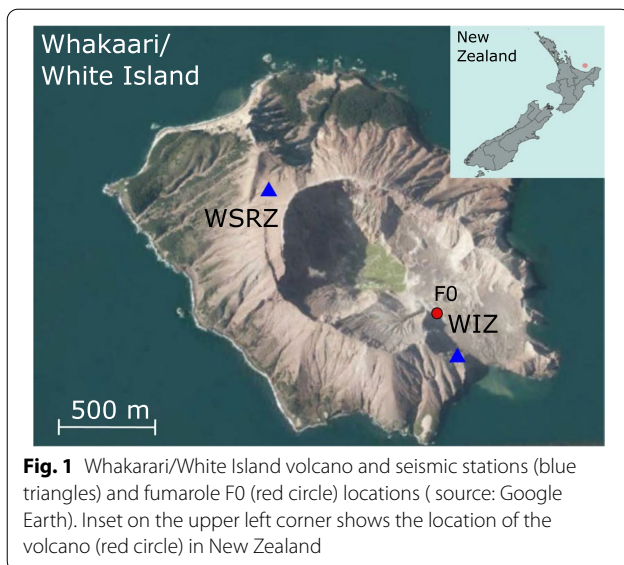 Whakaari/
White Island
New
Zealand
WSRZ
F0
WIZ
500 m
Fig. 1 Whakarari/White Island volcano and seismic stations (blue
triangles) and fumarole F0 (red circle) locations ( source: Google
Earth). Inset on the upper left corner shows the location of the
volcano (red circle) in New Zealand